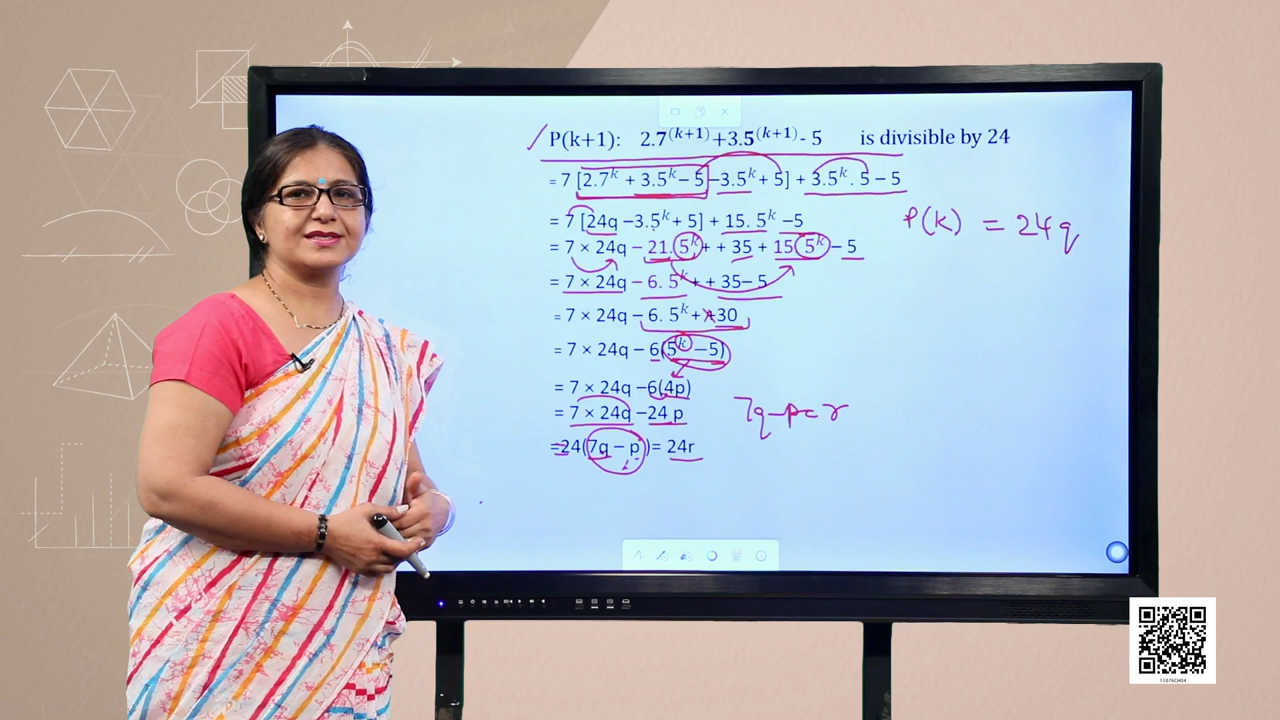 P(k+1): 2.7^(k+1)+3.5^(k+1)- 5 is divisible by 24
= 7 [2.7^k + 3.5^k – 5 –3.5^k + 5] + 3.5^k . 5 – 5
= 7 [24q –3.5^k + 5] + 15. 5^k –5
P(k) = 24q
= 7 × 24q – 21. 5^k + + 35 + 15 5^k – 5
= 7 × 24q – 6. 5^k + + 35– 5
= 7 × 24q – 6. 5^k + +30
= 7 × 24q – 6(5^k –5)
= 7 × 24q –6(4p)
= 7 × 24q –24 p
7q–p= r
=24(7q – p)= 24r
11076CH04